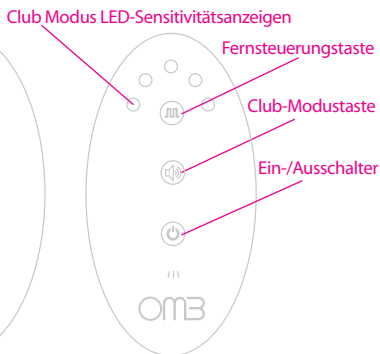 Club Modus LED-Sensitivitätsanzeigen
Fernsteuerungstaste
Club-Modustaste
Ein-/Ausschalter
OMB